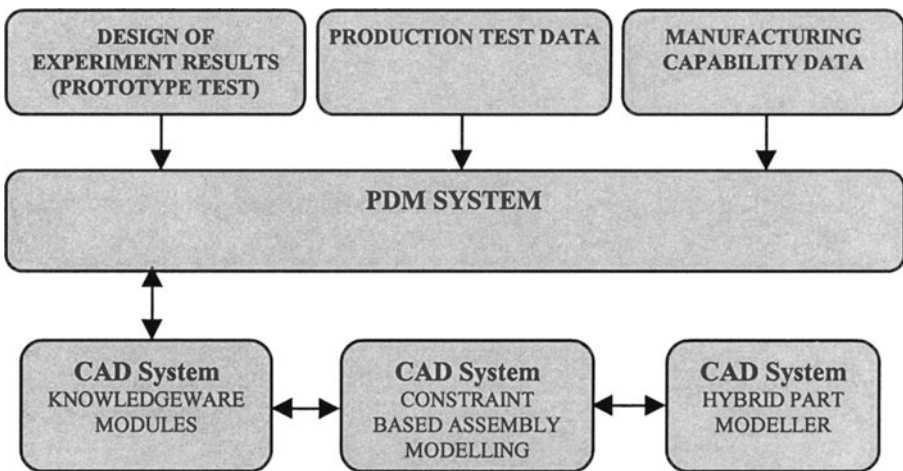 DESIGN OF
EXPERIMENT RESULTS
(PROTOTYPE TEST)
PRODUCTION TEST DATA
MANUFACTURING
CAPABILITY DATA
PDM SYSTEM
CAD System
KNOWLEDGEWARE
MODULES
CAD System
CONSTRAINT
BASED ASSEMBLY
MODELLING
CAD System
HYBRID PART
MODELLER